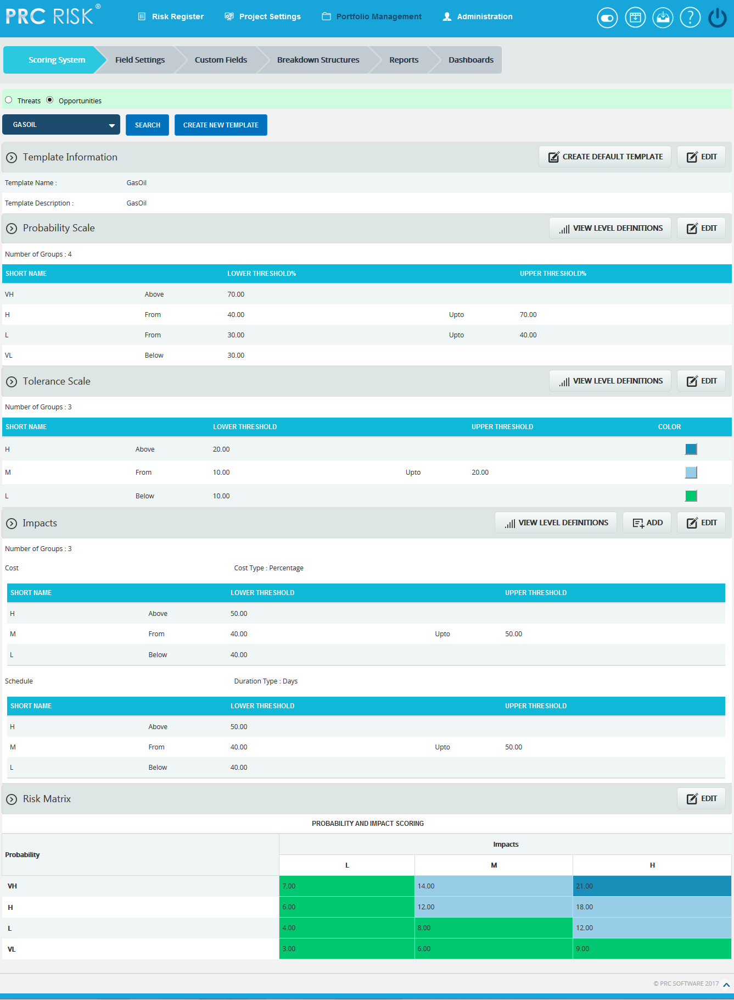 PRC RISK ®
Risk Register Project Settings Portfolio Management Administration
Scoring System Field Settings Custom Fields Breakdown Structures Reports Dashboards
Threats Opportunities
GASOIL SEARCH CREATE NEW TEMPLATE
Template Information CREATE DEFAULT TEMPLATE EDIT
Template Name : GasOil
Template Description : GasOil
Probability Scale VIEW LEVEL DEFINITIONS EDIT
Number of Groups : 4
SHORT NAME LOWER THRESHOLD% UPPER THRESHOLD%
VH Above 70.00
H From 40.00 Upto 70.00
L From 30.00 Upto 40.00
VL Below 30.00
Tolerance Scale VIEW LEVEL DEFINITIONS EDIT
Number of Groups : 3
SHORT NAME LOWER THRESHOLD UPPER THRESHOLD COLOR
H Above 20.00
M From 10.00 Upto 20.00
L Below 10.00
Impacts VIEW LEVEL DEFINITIONS ADD EDIT
Number of Groups : 3
Cost Cost Type : Percentage
SHORT NAME LOWER THRESHOLD UPPER THRESHOLD
H Above 50.00
M From 40.00 Upto 50.00
L Below 40.00
Schedule Duration Type : Days
SHORT NAME LOWER THRESHOLD UPPER THRESHOLD
H Above 50.00
M From 40.00 Upto 50.00
L Below 40.00
Risk Matrix EDIT
PROBABILITY AND IMPACT SCORING
Probability Impacts
L M H
VH 7.00 14.00 21.00
H 6.00 12.00 18.00
L 4.00 8.00 12.00
VL 3.00 6.00 9.00
© PRC SOFTWARE 2017